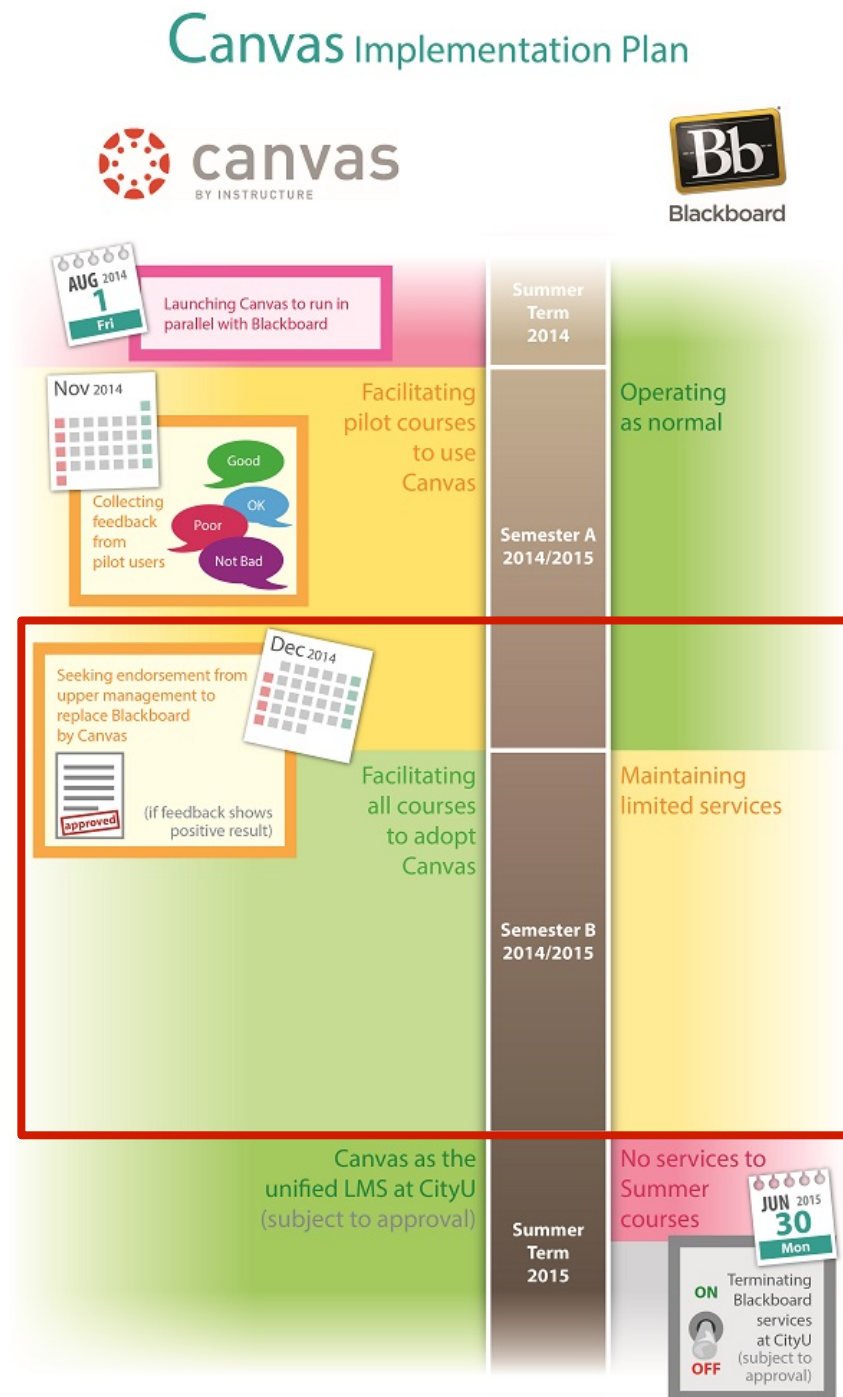 Canvas Implementation Plan
canvas
BY INSTRUCTURE
Bb
Blackboard
AUG 2014
1
Fri
Launching Canvas to run in
parallel with Blackboard
Summer
Term
2014
Nov 2014
Facilitating
pilot courses
to use
Canvas
Operating
as normal
Good
OK
Poor
Not Bad
Collecting
feedback
from
pilot users
Semester A
2014/2015
Dec 2014
Seeking endorsement from
upper management to
replace Blackboard
by Canvas
approved
(if feedback shows
positive result)
Facilitating
all courses
to adopt
Canvas
Maintaining
limited services
Semester B
2014/2015
Canvas as the
unified LMS at CityU
(subject to approval)
Summer
Term
2015
No services to
Summer
courses
JUN 2015
30
Mon
ON
OFF
Terminating
Blackboard
services
at CityU
(subject to
approval)